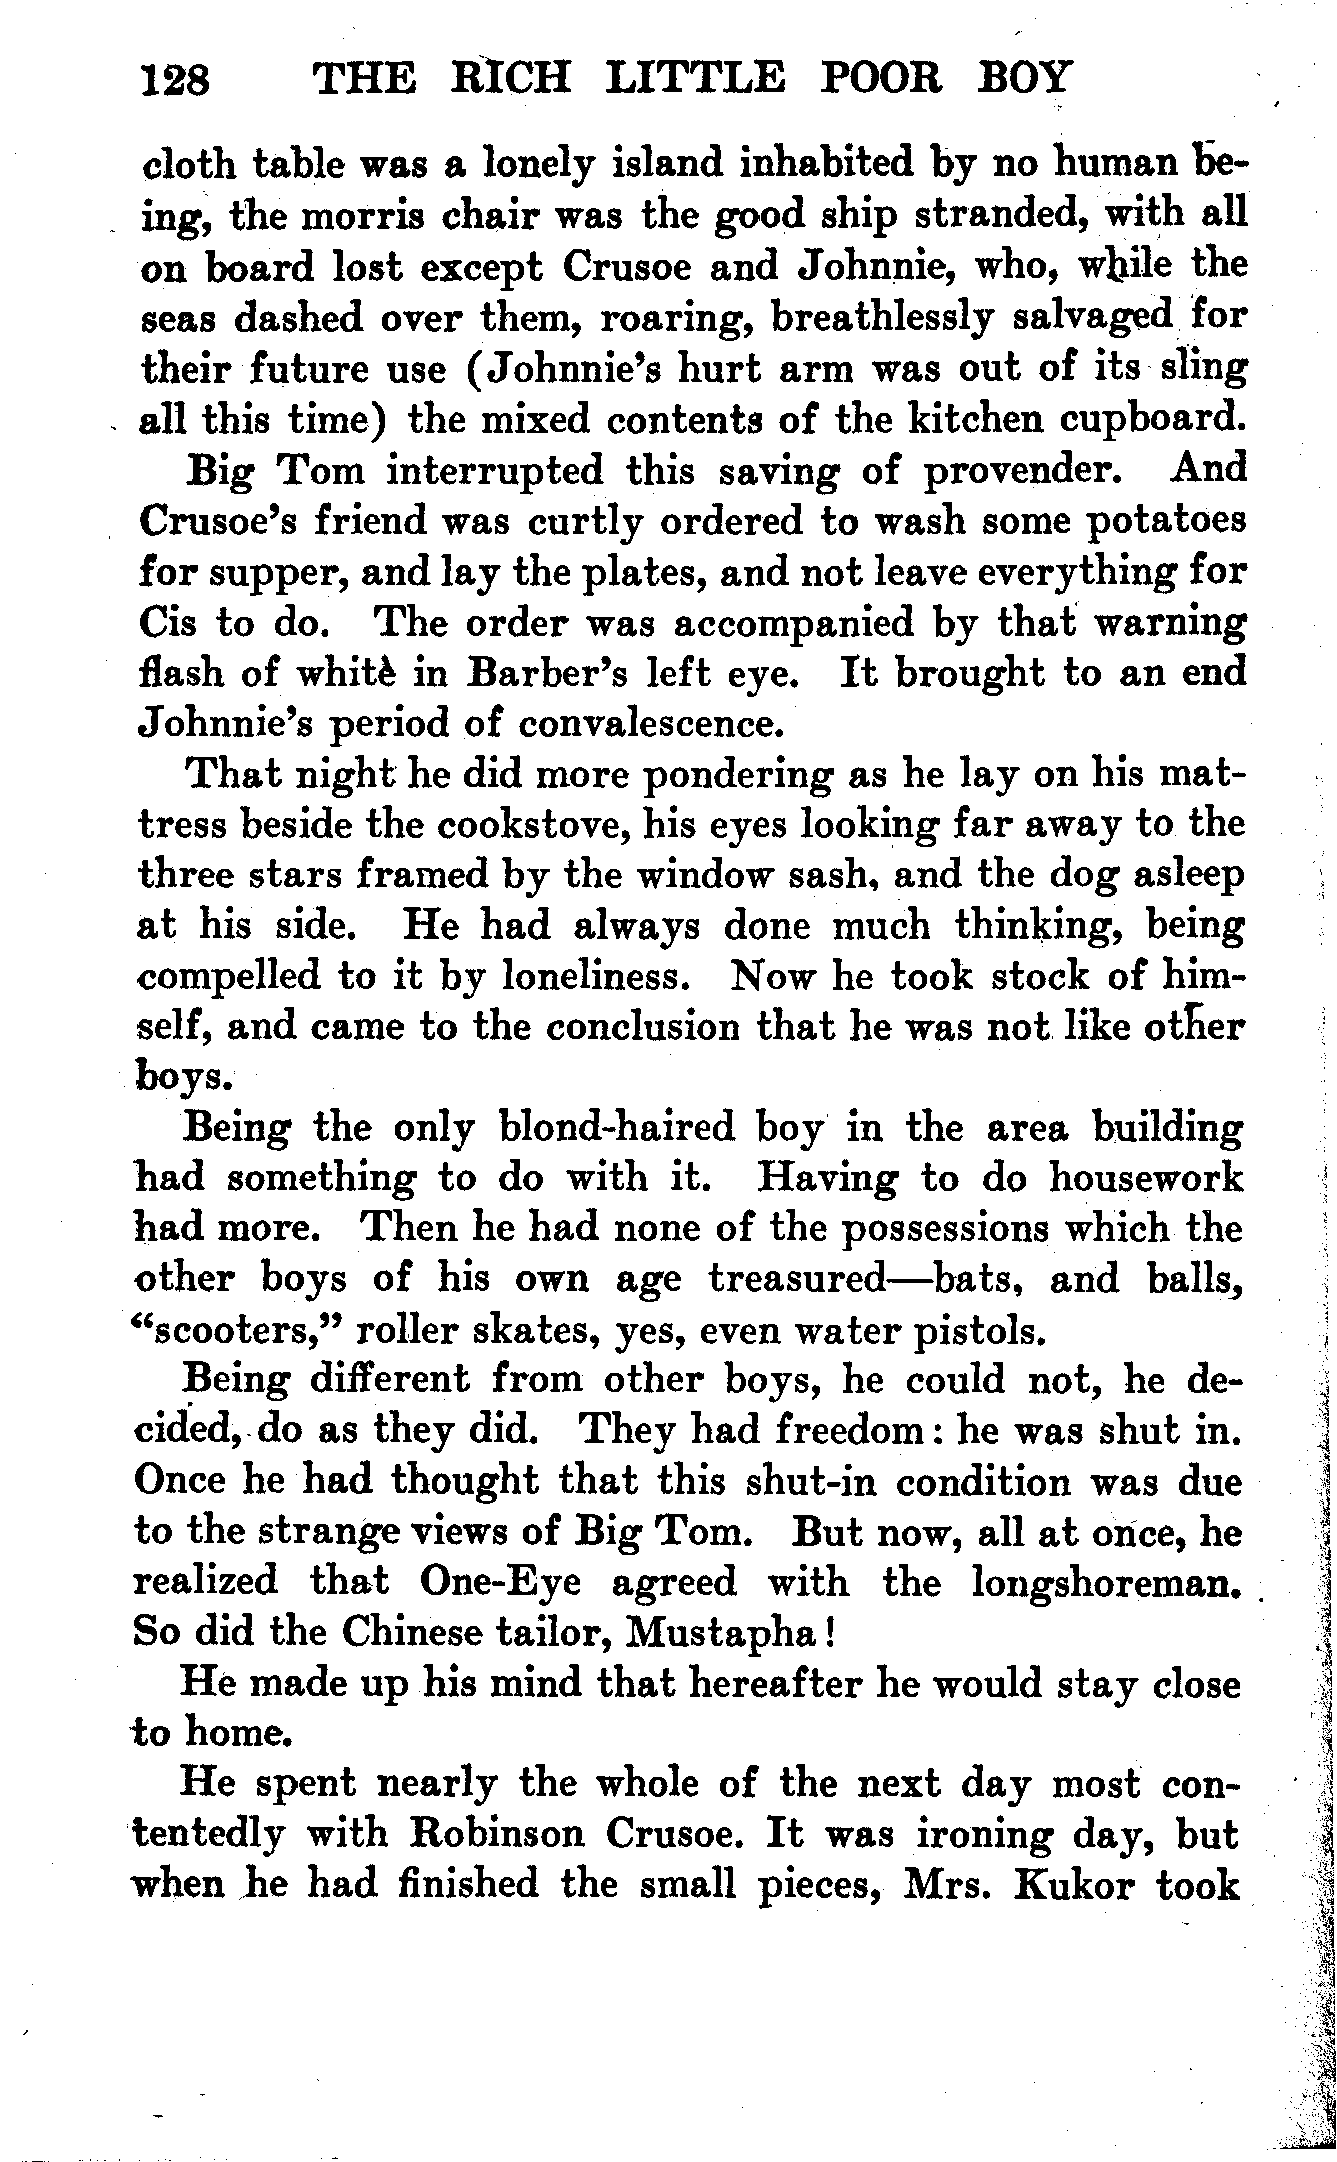 128 THE RICH LITTLE POOR BOY
cloth table was a lonely island inhabited by no human be-
ing, the morris chair was the good ship stranded, with all
on board lost except Crusoe and Johnnie, who, while the
seas dashed over them, roaring, breathlessly salvaged for
their future use (Johnnie's hurt arm was out of its sling
all this time) the mixed contents of the kitchen cupboard.
Big Tom interrupted this saving of provender. And
Crusoe's friend was curtly ordered to wash some potatoes
for supper, and lay the plates, and not leave everything for
Cis to do. The order was accompanied by that warning
flash of white in Barber's left eye. It brought to an end
Johnnie's period of convalescence.
That night he did more pondering as he lay on his mat-
tress beside the cookstove, his eyes looking far away to the
three stars framed by the window sash, and the dog asleep
at his side. He had always done much thinking, being
compelled to it by loneliness. Now he took stock of him-
self, and came to the conclusion that he was not like other
boys.
Being the only blond-haired boy in the area building
had something to do with it. Having to do housework
had more. Then he had none of the possessions which the
other boys of his own age treasured—bats, and balls,
“scooters,” roller skates, yes, even water pistols.
Being different from other boys, he could not, he de-
cided, do as they did. They had freedom: he was shut in.
Once he had thought that this shut-in condition was due
to the strange views of Big Tom. But now, all at once, he
realized that One-Eye agreed with the longshoreman.
So did the Chinese tailor, Mustapha!
He made up his mind that hereafter he would stay close
to home.
He spent nearly the whole of the next day most con-
tentedly with Robinson Crusoe. It was ironing day, but
when he had finished the small pieces, Mrs. Kukor took